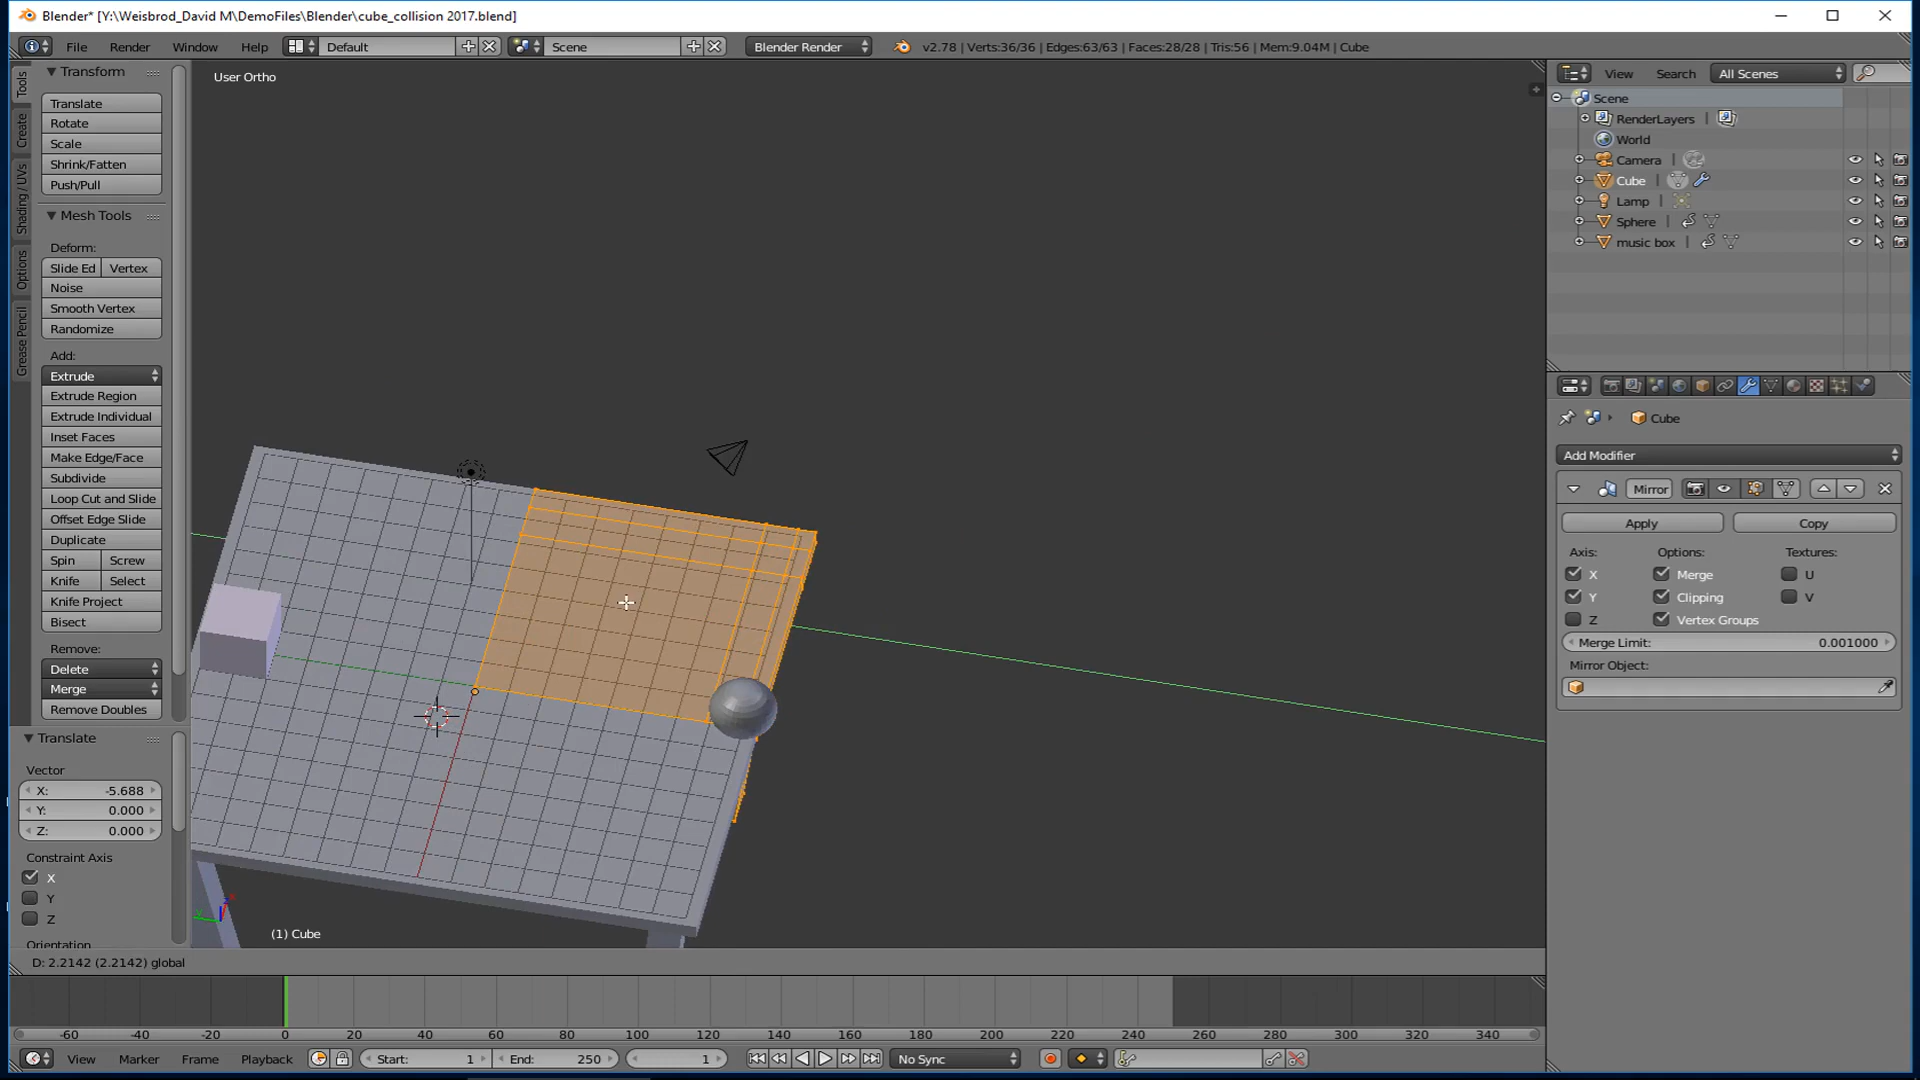 Blender* [Y:\Weisbrod_David M\DemoFiles\Blender\cube_collision 2017.blend]
File Render Window Help Default Scene Blender Render v2.78 | Verts:36/36 | Edges:63/63 | Faces:28/28 | Tris:56 | Mem:9.04M | Cube
Tools
Create
Shading / UVs
Options
Grease Pencil
Transform
Translate
Rotate
Scale
Shrink/Fatten
Push/Pull
Mesh Tools
Deform:
Slide Ed Vertex
Noise
Smooth Vertex
Randomize
Add:
Extrude
Extrude Region
Extrude Individual
Inset Faces
Make Edge/Face
Subdivide
Loop Cut and Slide
Offset Edge Slide
Duplicate
Spin Screw
Knife Select
Knife Project
Bisect
Remove:
Delete
Merge
Remove Doubles
Translate
Vector
X: -5.688
Y: 0.000
Z: 0.000
Constraint Axis
X
Y
Z
Orientation
User Ortho
(1) Cube
D: 2.2142 (2.2142) global
View Search All Scenes
Scene
RenderLayers
World
Camera
Cube
Lamp
Sphere
music box
Cube
Add Modifier
Mirror
Apply Copy
Axis: Options: Textures:
X Merge U
Y Clipping V
Z Vertex Groups
Merge Limit: 0.001000
Mirror Object:
-60 -40 -20 0 20 40 60 80 100 120 140 160 180 200 220 240 260 280 300 320 340
View Marker Frame Playback Start: 1 End: 250 1 No Sync